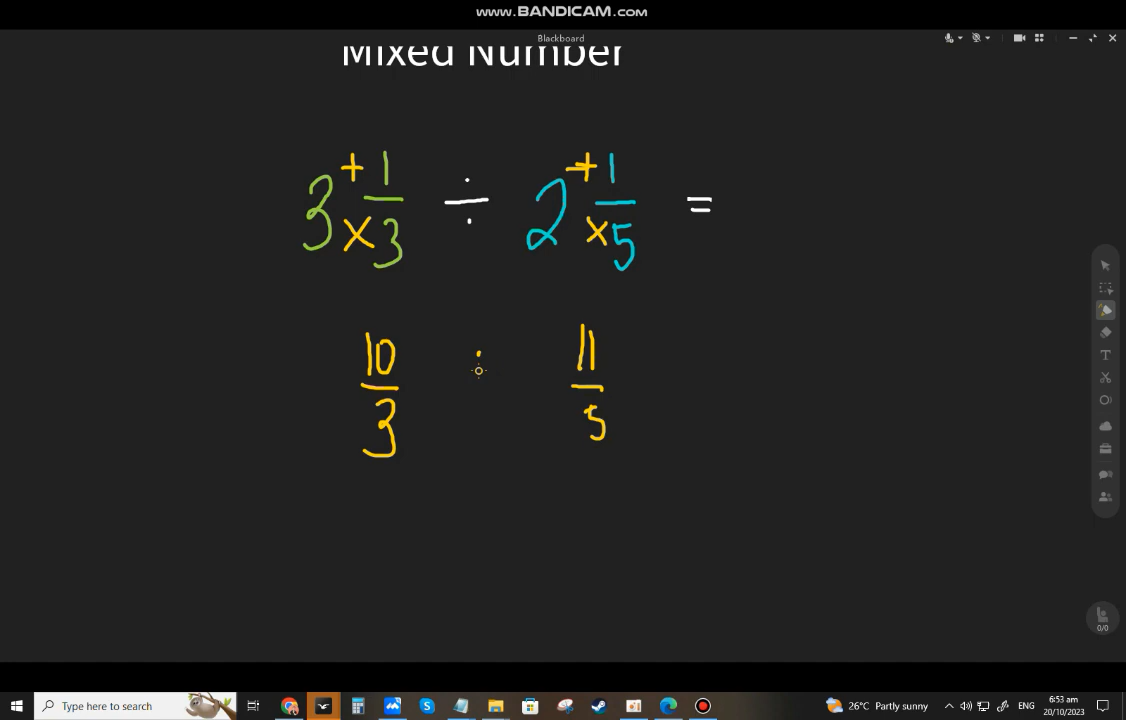 WWW.BANDICAM.COM
Blackboard
Mixed Number
3 + 1/3 x ÷ 2 + 1/5 x =
10/3 ÷ 11/5
0/0
Type here to search
26°C Partly sunny
ENG
6:53 am
20/10/2023